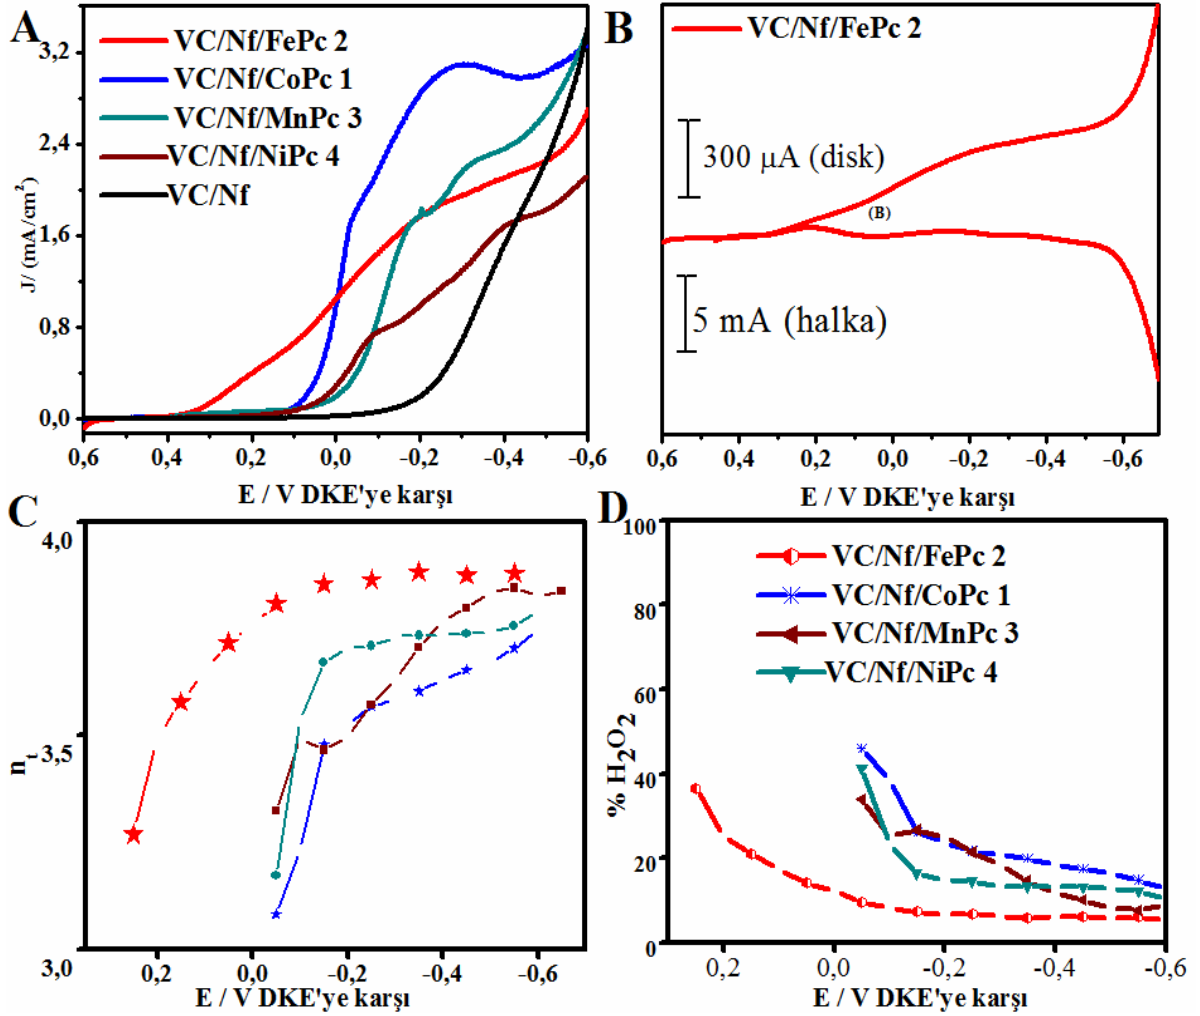 A
VC/Nf/FePc 2
VC/Nf/CoPc 1
VC/Nf/MnPc 3
VC/Nf/NiPc 4
VC/Nf
3,2
2,4
1,6
0,8
0,0
J/ (mA/cm²)
0,6 0,4 0,2 0,0 -0,2 -0,4 -0,6
E / V DKE'ye karşı
B
VC/Nf/FePc 2
300 µA (disk)
(B)
5 mA (halka)
0,6 0,4 0,2 0,0 -0,2 -0,4 -0,6
E / V DKE'ye karşı
C
4,0
3,5
3,0
nₜ
0,2 0,0 -0,2 -0,4 -0,6
E / V DKE'ye karşı
D
VC/Nf/FePc 2
VC/Nf/CoPc 1
VC/Nf/MnPc 3
VC/Nf/NiPc 4
100
80
60
40
20
0
% H₂O₂
0,2 0,0 -0,2 -0,4 -0,6
E / V DKE'ye karşı